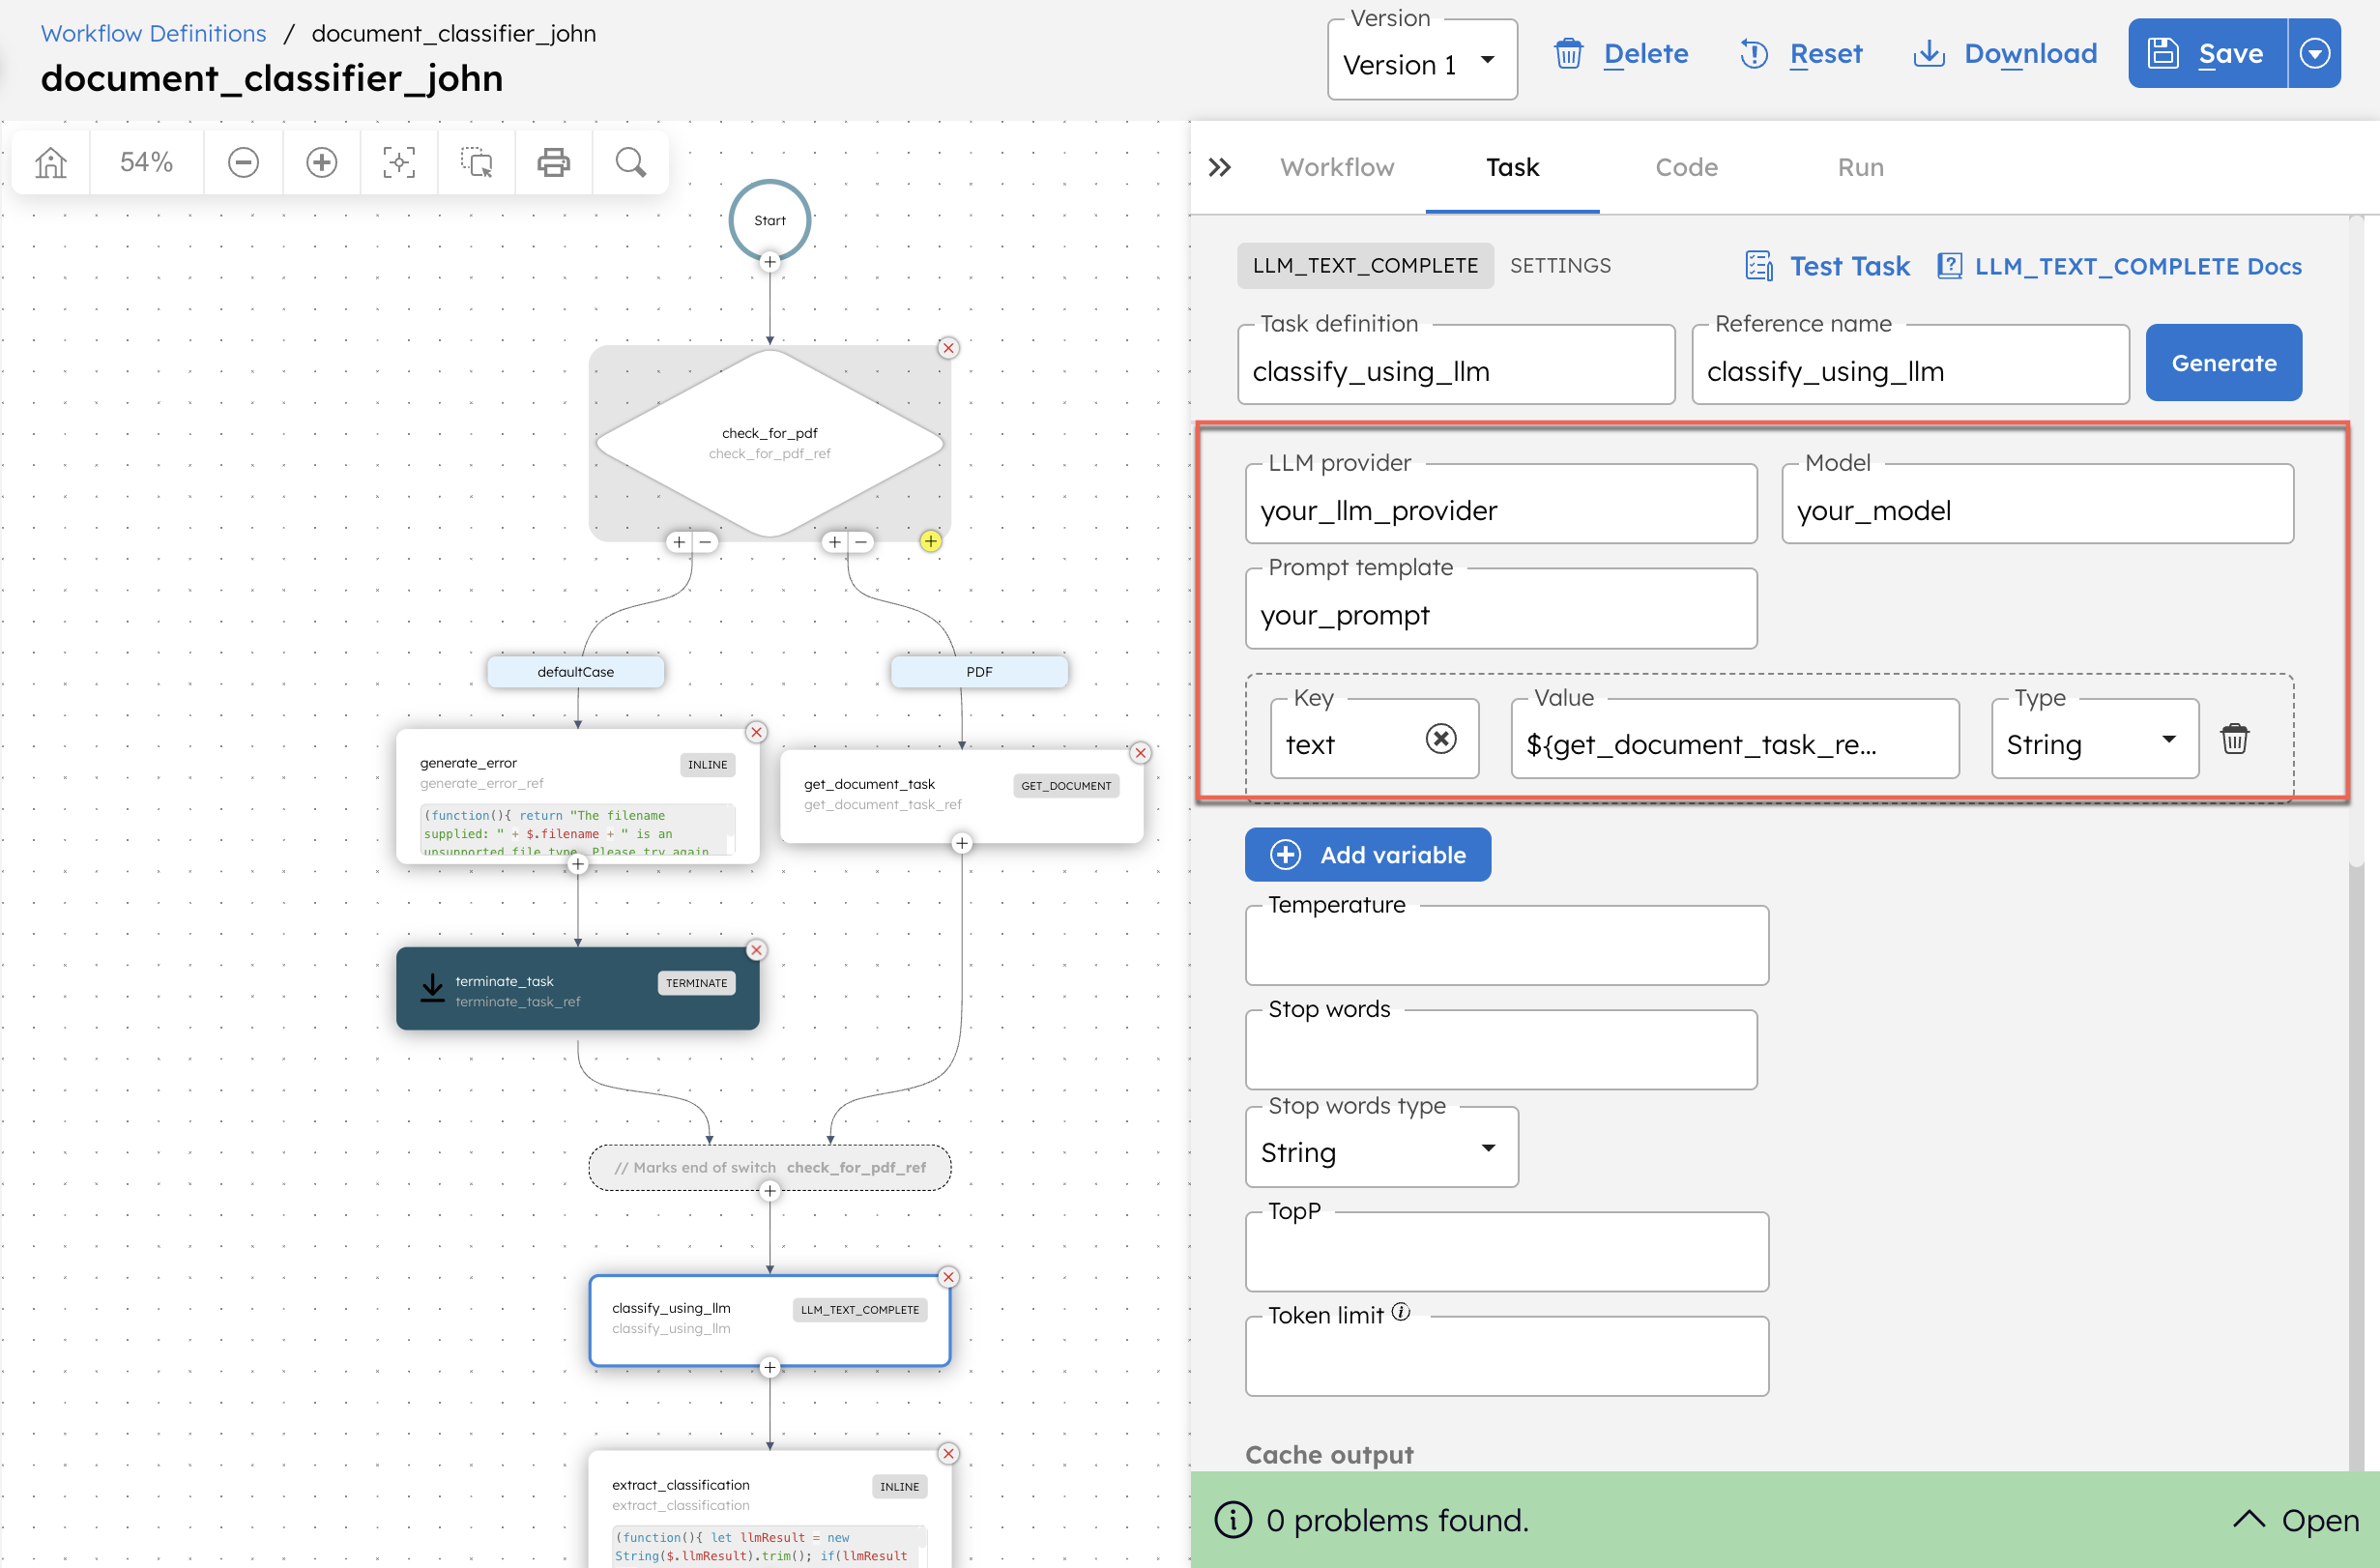 Workflow Definitions / document_classifier_john
document_classifier_john
Version
Version 1
Delete
Reset
Download
Save
54%
Workflow
Task
Code
Run
Start
check_for_pdf
check_for_pdf_ref
defaultCase
PDF
generate_error
generate_error_ref
INLINE
(function(){ return "The filename
supplied: " + $.filename + " is an
unsupported file type. Please try again
get_document_task
get_document_task_ref
GET_DOCUMENT
terminate_task
terminate_task_ref
TERMINATE
// Marks end of switch check_for_pdf_ref
classify_using_llm
classify_using_llm
LLM_TEXT_COMPLETE
extract_classification
extract_classification
INLINE
(function(){ let llmResult = new
String($.llmResult).trim(); if(llmResult
LLM_TEXT_COMPLETE
SETTINGS
Test Task
LLM_TEXT_COMPLETE Docs
Task definition
classify_using_llm
Reference name
classify_using_llm
Generate
LLM provider
your_llm_provider
Model
your_model
Prompt template
your_prompt
Key
text
Value
${get_document_task_re...
Type
String
Add variable
Temperature
Stop words
Stop words type
String
TopP
Token limit
Cache output
0 problems found.
Open